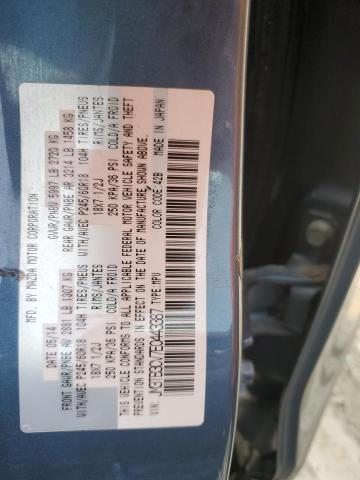 MFD. BY MAZDA MOTOR CORPORATION
DATE 05/14 GVWR/PNBV 5997 LB 2720 KG
FRONT GAWR/PNBE AV 2881 LB 1307 KG REAR GAWR/PNBE AR 3214 LB 1458 KG
WITH/AVEC P245/60R18 104H TIRES/PNEUS WITH/AVEC P245/60R18 104H TIRES/PNEUS
18X7 1/2J RIMS/JANTES 18X7 1/2J RIMS/JANTES
250 KPA/36 PSI COLD/A FROID 250 KPA/36 PSI COLD/A FROID
THIS VEHICLE CONFORMS TO ALL APPLICABLE FEDERAL MOTOR VEHICLE SAFETY AND THEFT
PREVENTION STANDARDS IN EFFECT ON THE DATE OF MANUFACTURE SHOWN ABOVE.
VIN: JM3TB3CV7E0443387 COLOR CODE: 42B MADE IN JAPAN
TYPE:MPV